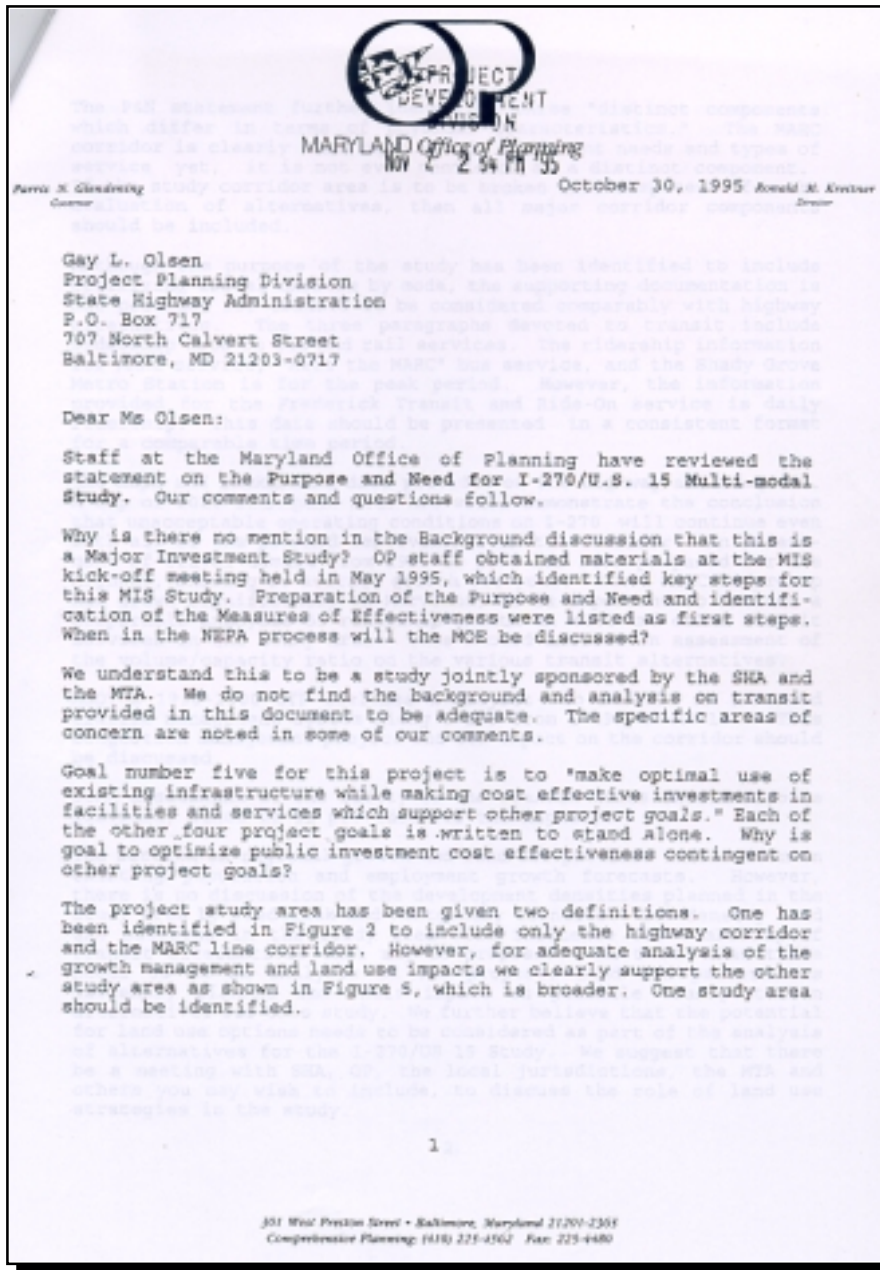 PROJECT
DEVELOPMENT
DIVISION
MARYLAND Office of Planning
NOV 2 54 PM '95
October 30, 1995
Parris N. Glendening
Governor
Ronald M. Kreitner
Director
Gay L. Olsen
Project Planning Division
State Highway Administration
P.O. Box 717
707 North Calvert Street
Baltimore, MD 21203-0717
Dear Ms Olsen:
Staff at the Maryland Office of Planning have reviewed the
statement on the Purpose and Need for I-270/U.S. 15 Multi-modal
Study. Our comments and questions follow.
Why is there no mention in the Background discussion that this is
a Major Investment Study? OP staff obtained materials at the MIS
kick-off meeting held in May 1995, which identified key steps for
this MIS Study. Preparation of the Purpose and Need and identifi-
cation of the Measures of Effectiveness were listed as first steps.
When in the NEPA process will the MOE be discussed?
We understand this to be a study jointly sponsored by the SHA and
the MTA. We do not find the background and analysis on transit
provided in this document to be adequate. The specific areas of
concern are noted in some of our comments.
Goal number five for this project is to "make optimal use of
existing infrastructure while making cost effective investments in
facilities and services which support other project goals." Each of
the other four project goals is written to stand alone. Why is
goal to optimize public investment cost effectiveness contingent on
other project goals?
The project study area has been given two definitions. One has
been identified in Figure 2 to include only the highway corridor
and the MARC line corridor. However, for adequate analysis of the
growth management and land use impacts we clearly support the other
study area as shown in Figure 5, which is broader. One study area
should be identified.
1
301 West Preston Street • Baltimore, Maryland 21201-2365
Comprehensive Planning: (410) 225-4562 Fax: 225-4480